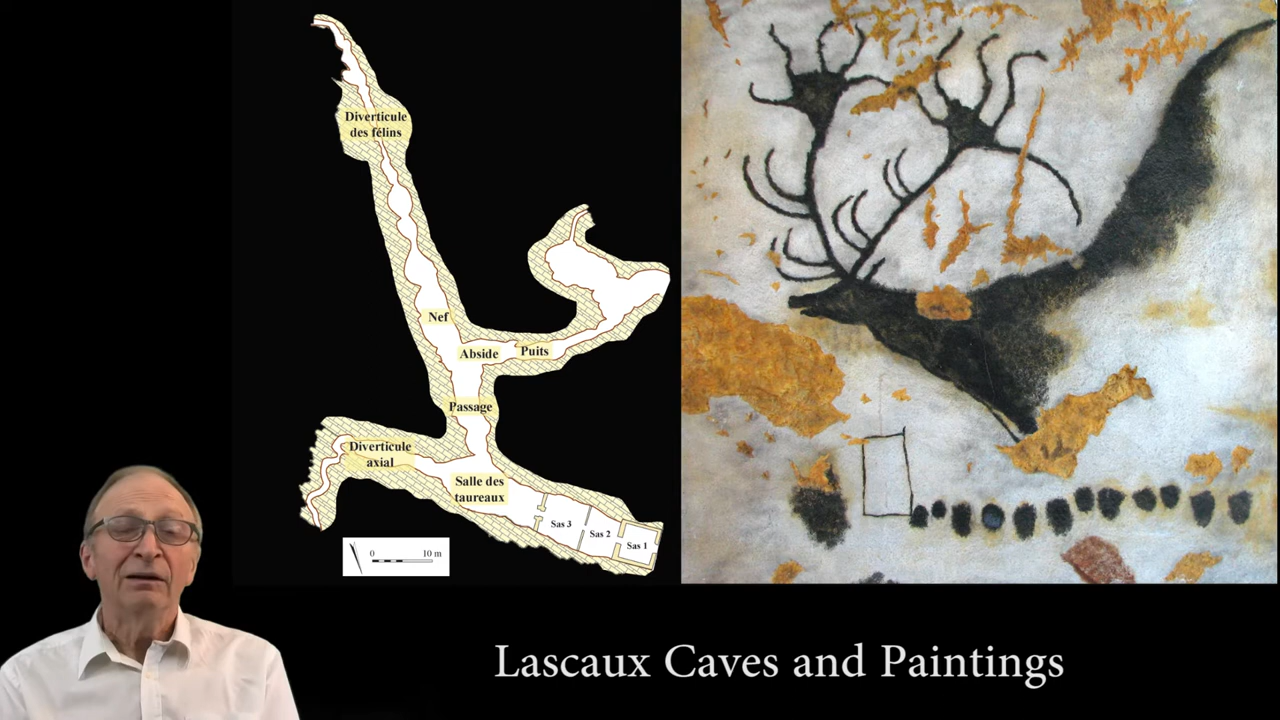 Diverticule
des félins
Nef
Abside
Puits
Passage
Diverticule
axial
Salle des
taureaux
Sas 3
Sas 2
Sas 1
0 10 m
Lascaux Caves and Paintings